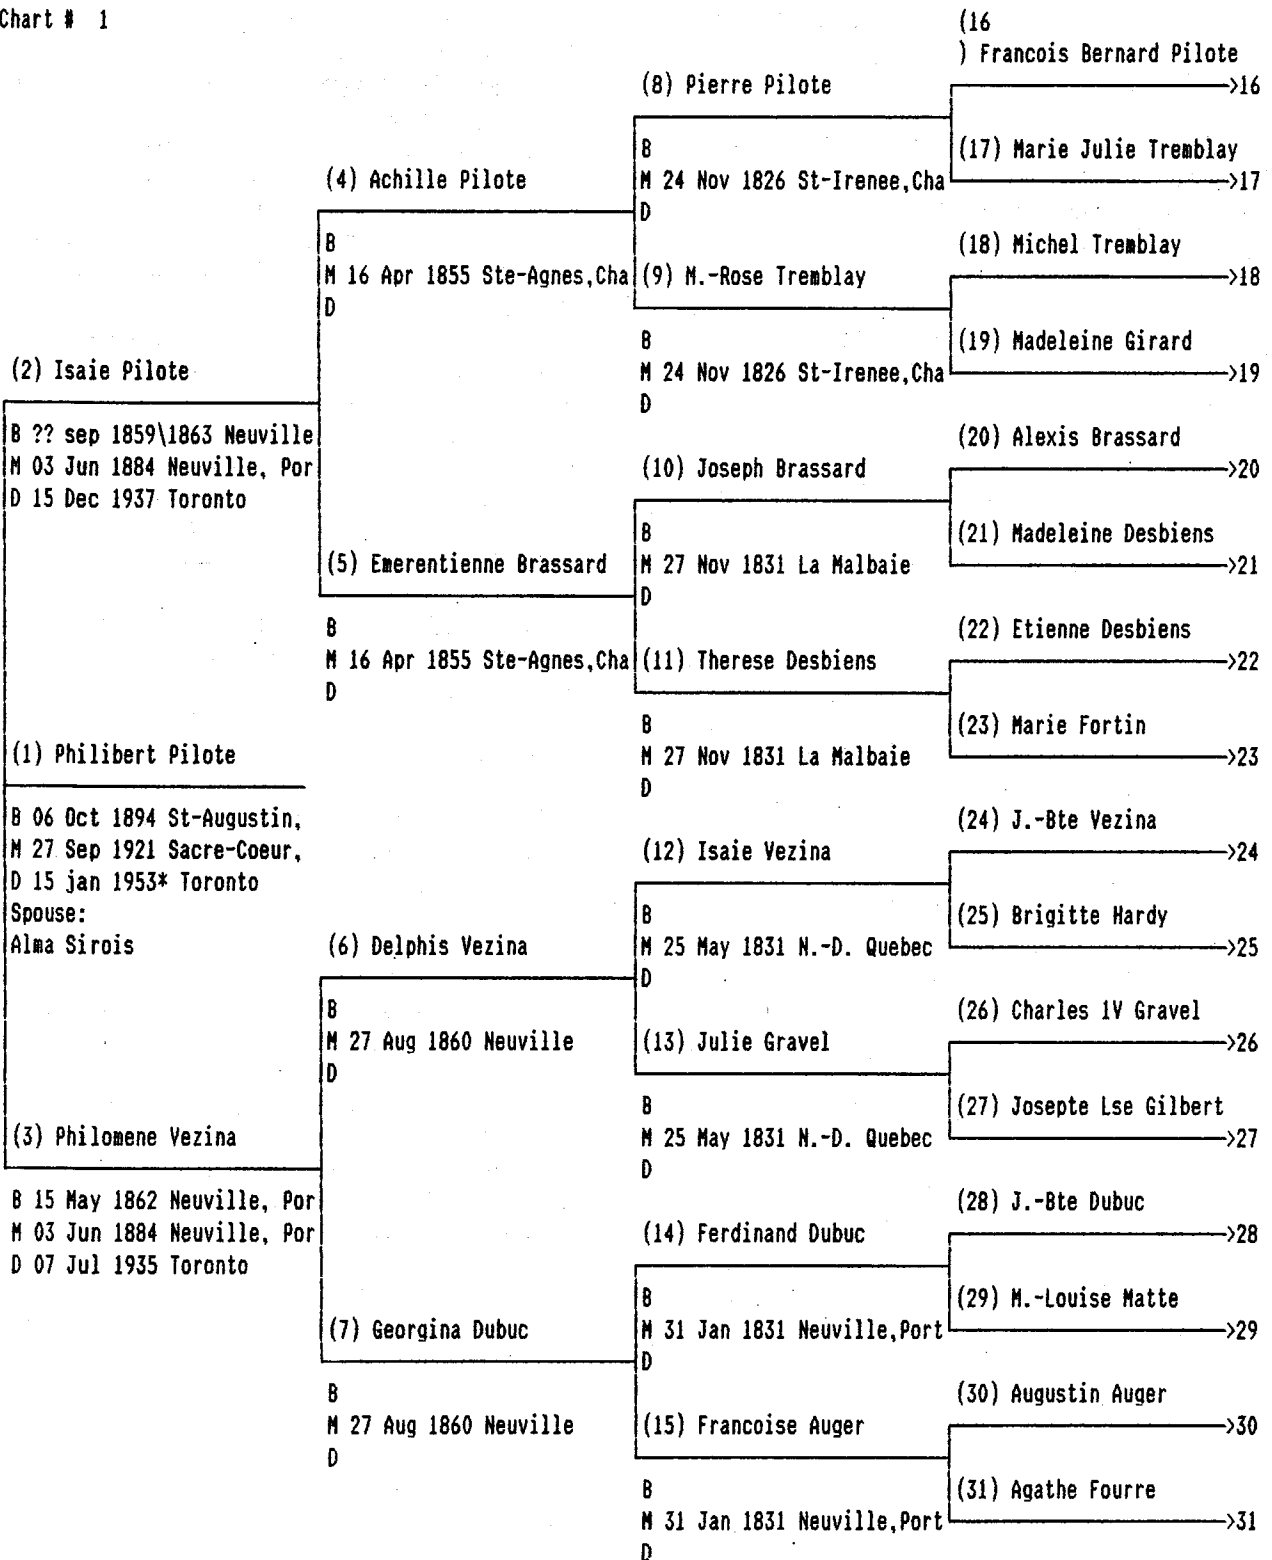 Chart # 1
(16
) Francois Bernard Pilote
(8) Pierre Pilote
>16
B
(17) Marie Julie Tremblay
(4) Achille Pilote
M 24 Nov 1826 St-Irenee,Cha
>17
D
B
(18) Michel Tremblay
M 16 Apr 1855 Ste-Agnes,Cha
(9) M.-Rose Tremblay
>18
D
B
(19) Madeleine Girard
(2) Isaie Pilote
M 24 Nov 1826 St-Irenee,Cha
>19
D
B ?? sep 1859\1863 Neuville
(20) Alexis Brassard
M 03 Jun 1884 Neuville, Por
(10) Joseph Brassard
>20
D 15 Dec 1937 Toronto
B
(21) Madeleine Desbiens
(5) Emerentienne Brassard
M 27 Nov 1831 La Malbaie
>21
D
B
(22) Etienne Desbiens
M 16 Apr 1855 Ste-Agnes,Cha
(11) Therese Desbiens
>22
D
B
(23) Marie Fortin
(1) Philibert Pilote
M 27 Nov 1831 La Malbaie
>23
D
B 06 Oct 1894 St-Augustin,
(24) J.-Bte Vezina
M 27 Sep 1921 Sacre-Coeur,
(12) Isaie Vezina
>24
D 15 jan 1953* Toronto
Spouse:
B
(25) Brigitte Hardy
Alma Sirois
(6) Delphis Vezina
M 25 May 1831 N.-D. Quebec
>25
D
B
(26) Charles 1V Gravel
M 27 Aug 1860 Neuville
(13) Julie Gravel
>26
D
B
(27) Josepte Lse Gilbert
(3) Philomene Vezina
M 25 May 1831 N.-D. Quebec
>27
D
B 15 May 1862 Neuville, Por
(28) J.-Bte Dubuc
M 03 Jun 1884 Neuville, Por
(14) Ferdinand Dubuc
>28
D 07 Jul 1935 Toronto
B
(29) M.-Louise Matte
(7) Georgina Dubuc
M 31 Jan 1831 Neuville,Port
>29
D
B
(30) Augustin Auger
M 27 Aug 1860 Neuville
(15) Francoise Auger
>30
D
B
(31) Agathe Fourre
M 31 Jan 1831 Neuville,Port
>31
D